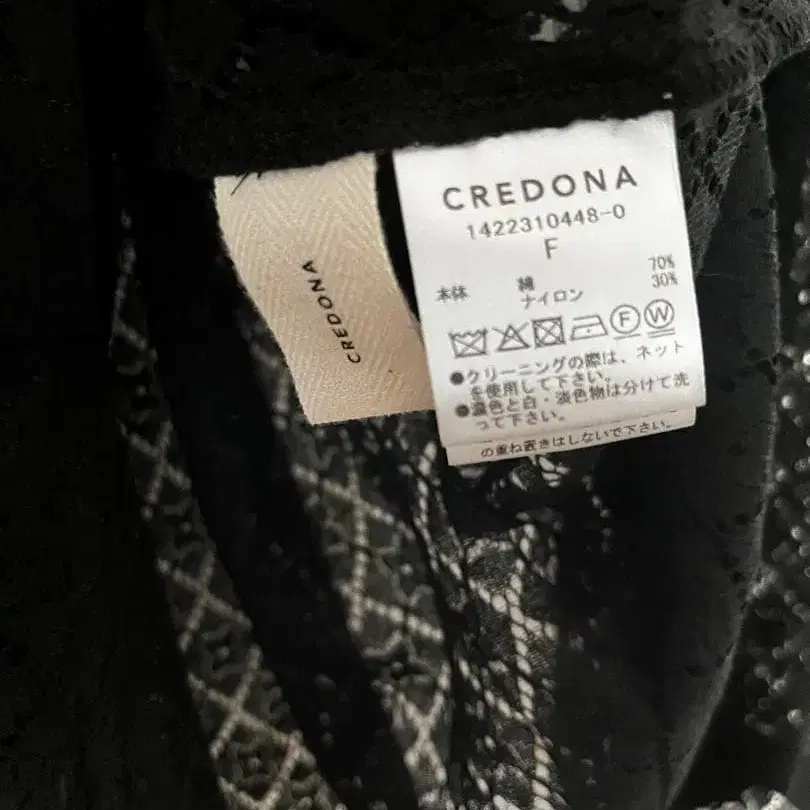 CREDONA
CREDONA
1422310448-0
F
本体 綿 70%
ナイロン 30%
F W
●クリーニングの際は、ネット
を使用して下さい。
●濃色と白・淡色物は分けて洗
って下さい。
の重ね置きはしないで下さい。